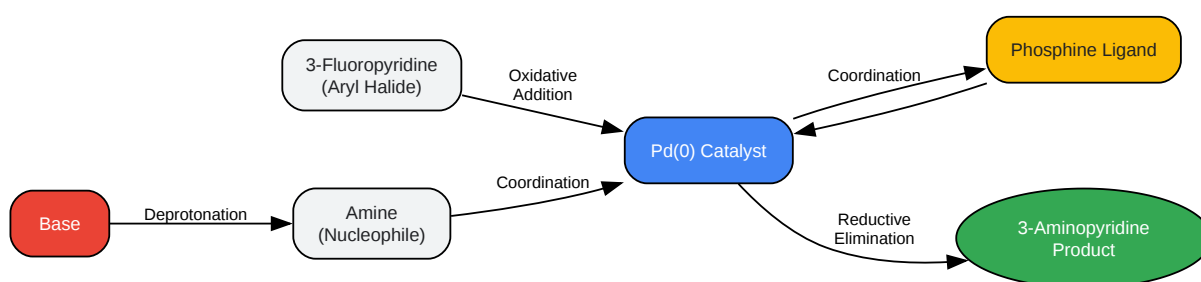 3-Fluoropyridine
(Aryl Halide)
Oxidative
Addition
Coordination
Phosphine Ligand
Pd(0) Catalyst
Base
Deprotonation
Amine
(Nucleophile)
Coordination
Reductive
Elimination
3-Aminopyridine
Product